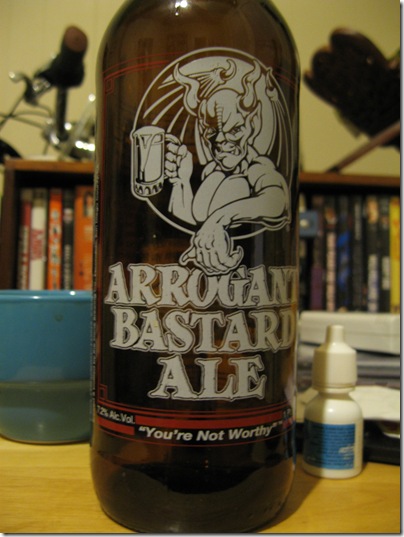 ARROGANT
BASTARD
ALE
7.2% Alc. Vol.
"You're Not Worthy"